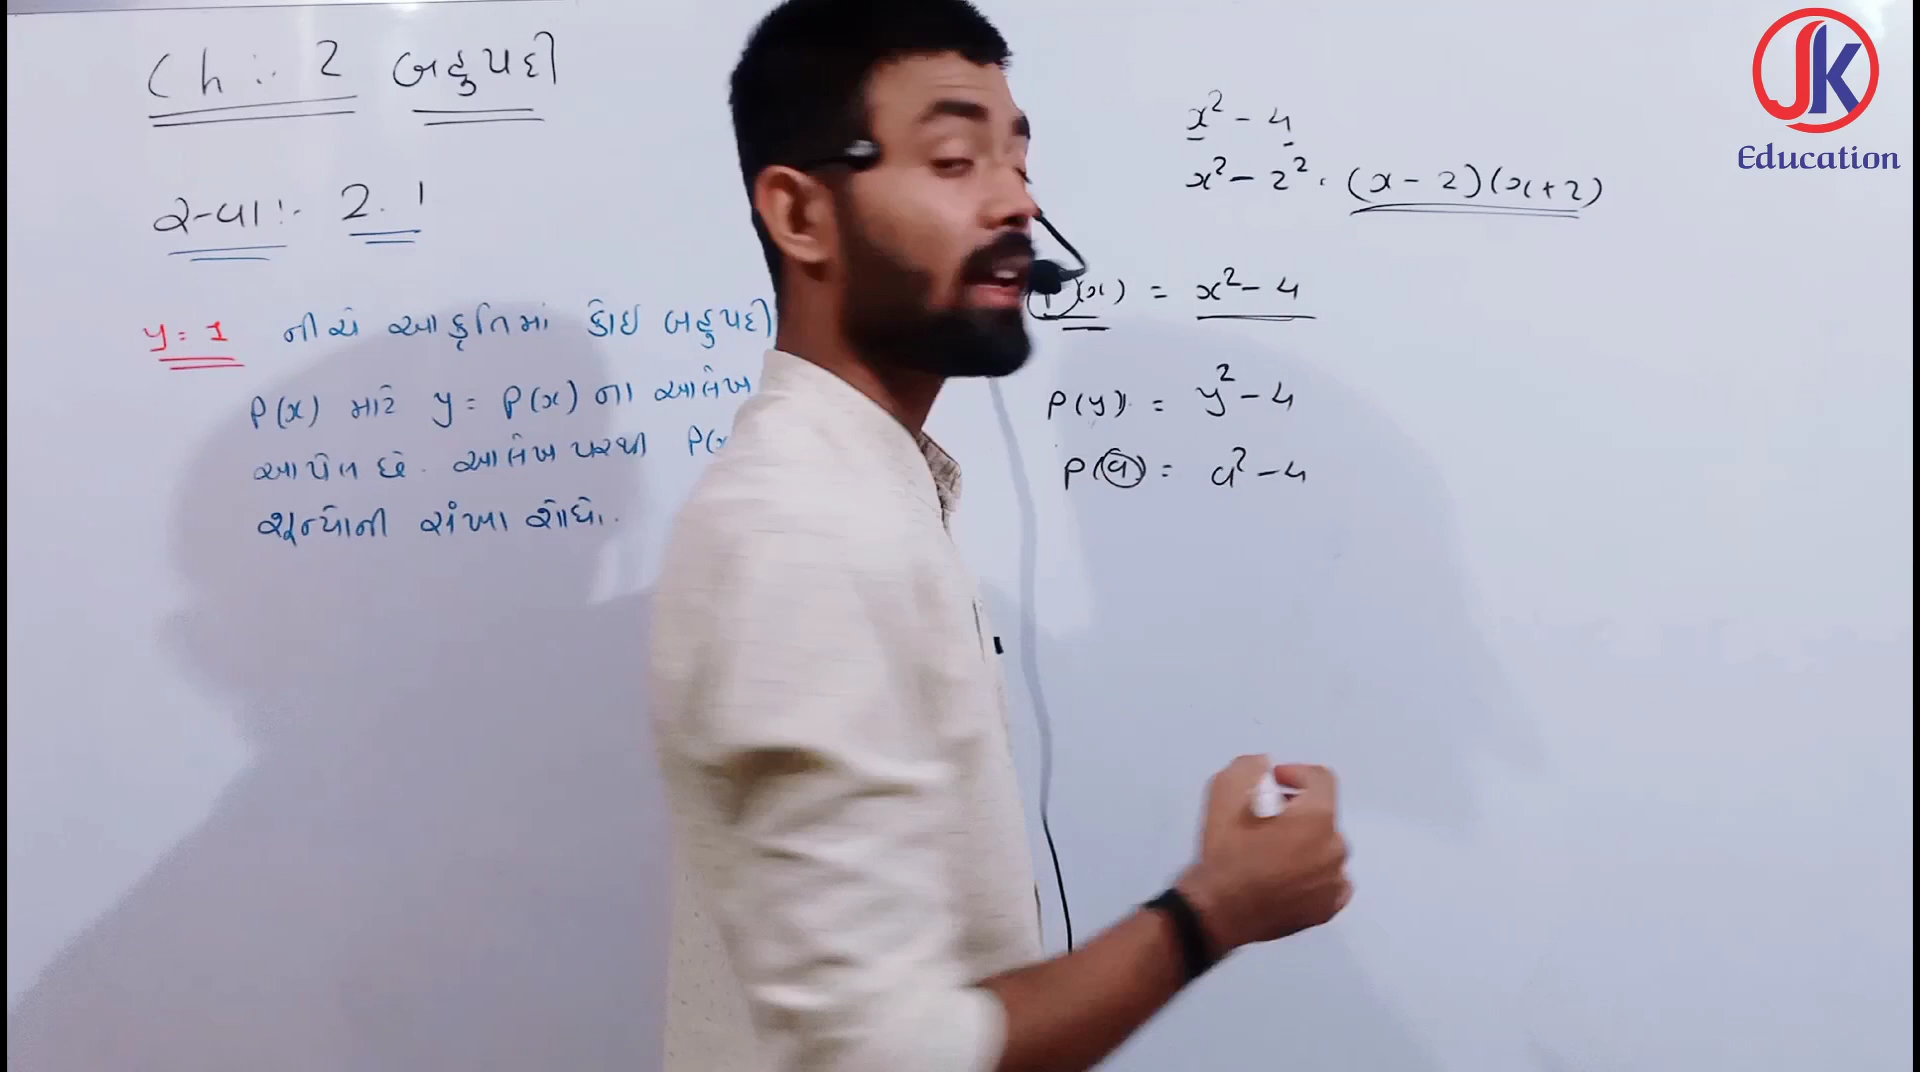 Ch :- 2 બહુપદી
સ્વા :- 2.1
y = 1 નીચે આકૃતિમાં કોઇ બહુપદી
P(x) માટે y = P(x) ના આલેખ
આપેલ છે. આલેખ પરથી P(x
શૂન્યોની સંખ્યા શોધો.
x² - 4
x² - 2² . (x - 2)(x + 2)
(x) = x² - 4
P(y) = y² - 4
P(a) = a² - 4
JK
Education